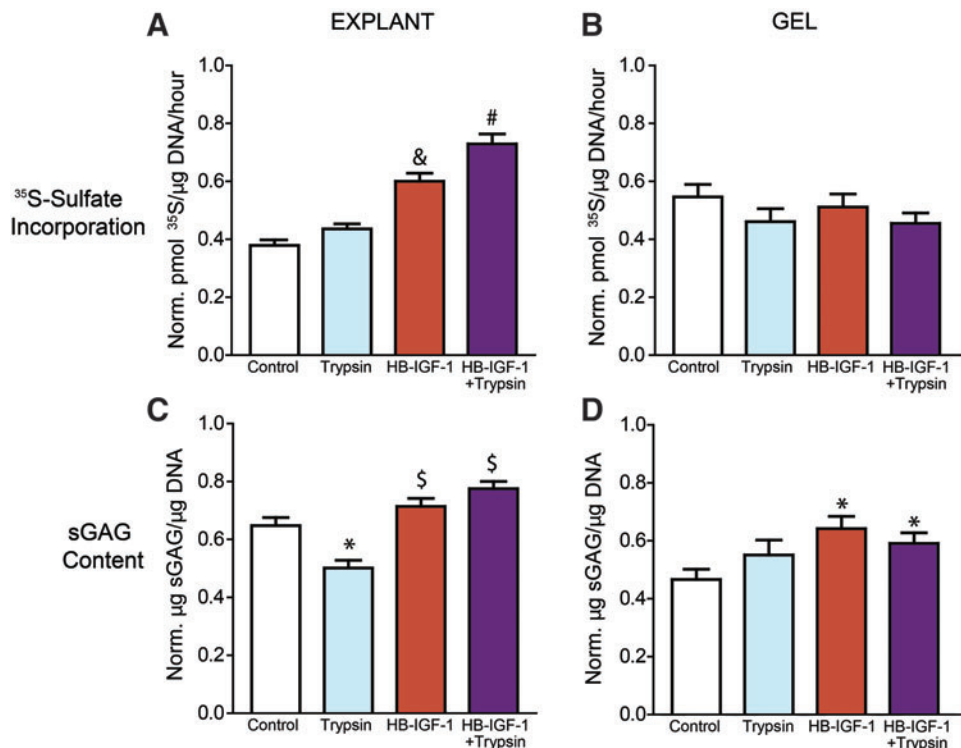 A
EXPLANT
B
GEL
³⁵S-Sulfate
Incorporation
Norm. pmol ³⁵S/µg DNA/hour
1.0
0.8
0.6
0.4
0.2
0.0
&
#
Control
Trypsin
HB-IGF-1
HB-IGF-1
+Trypsin
Norm. pmol ³⁵S/µg DNA/hour
1.0
0.8
0.6
0.4
0.2
0.0
Control
Trypsin
HB-IGF-1
HB-IGF-1
+Trypsin
C
D
sGAG
Content
Norm. µg sGAG/µg DNA
1.0
0.8
0.6
0.4
0.2
0.0
*
$
$
Control
Trypsin
HB-IGF-1
HB-IGF-1
+Trypsin
Norm. µg sGAG/µg DNA
1.0
0.8
0.6
0.4
0.2
0.0
*
*
Control
Trypsin
HB-IGF-1
HB-IGF-1
+Trypsin